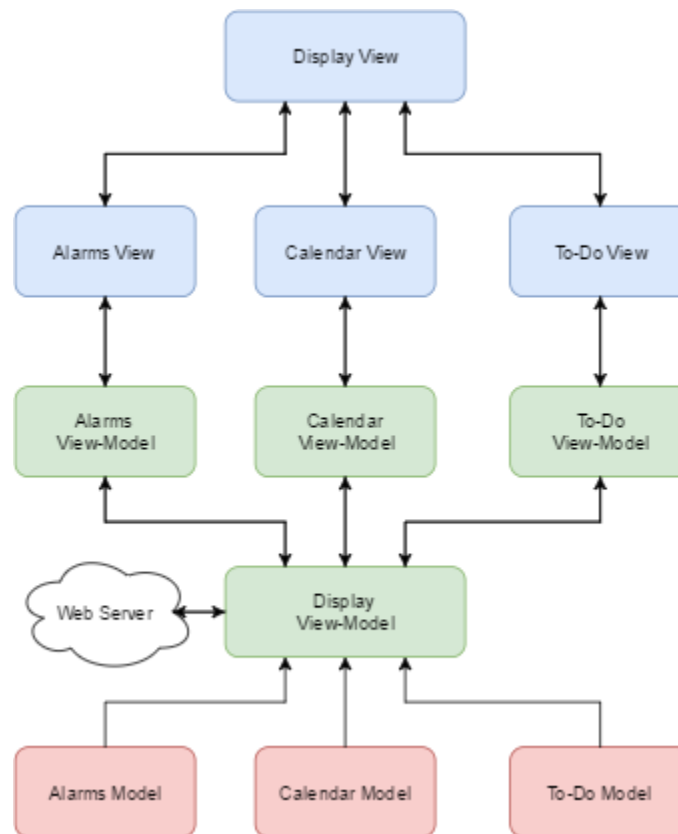 Display View
Alarms View
Calendar View
To-Do View
Alarms
View-Model
Calendar
View-Model
To-Do
View-Model
Web Server
Display
View-Model
Alarms Model
Calendar Model
To-Do Model